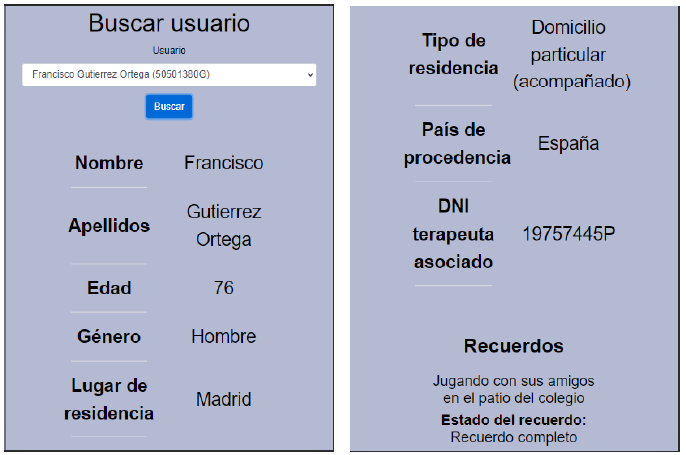 Buscar usuario
Usuario
Francisco Gutierrez Ortega (50501380G)
Buscar
Nombre Francisco
Apellidos Gutierrez
Ortega
Edad 76
Género Hombre
Lugar de
residencia Madrid
Tipo de
residencia Domicilio
particular
(acompañado)
País de
procedencia España
DNI
terapeuta
asociado 19757445P
Recuerdos
Jugando con sus amigos
en el patio del colegio
Estado del recuerdo:
Recuerdo completo